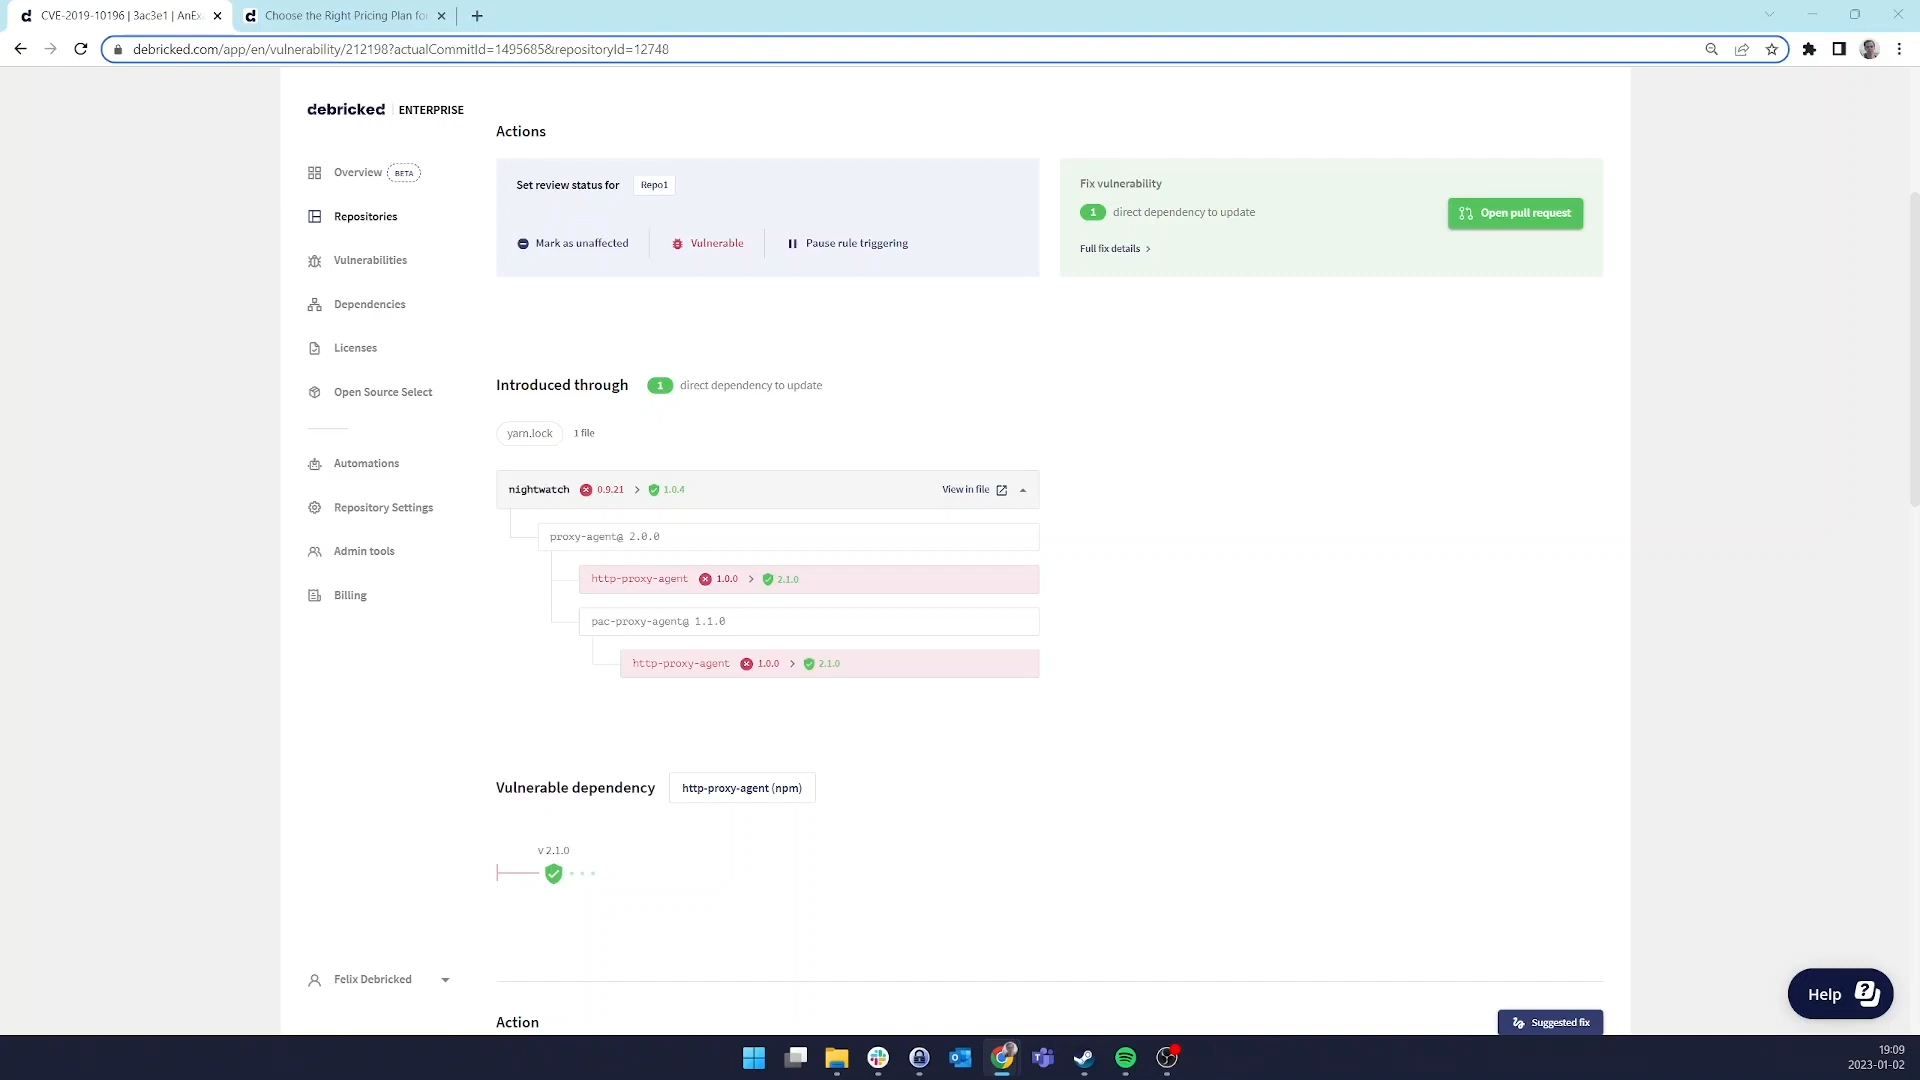 CVE-2019-10196 | 3ac3e1 | AnEx
Choose the Right Pricing Plan fo
debricked.com/app/en/vulnerability/212198?actualCommitId=1495685&repositoryId=12748
debricked ENTERPRISE
Overview BETA
Repositories
Vulnerabilities
Dependencies
Licenses
Open Source Select
Automations
Repository Settings
Admin tools
Billing
Felix Debricked
Actions
Set review status for Repo1
Mark as unaffected Vulnerable Pause rule triggering
Fix vulnerability
1 direct dependency to update
Open pull request
Full fix details >
Introduced through 1 direct dependency to update
yarn.lock 1 file
nightwatch 0.9.21 > 1.0.4 View in file
proxy-agent@ 2.0.0
http-proxy-agent 1.0.0 > 2.1.0
pac-proxy-agent@ 1.1.0
http-proxy-agent 1.0.0 > 2.1.0
Vulnerable dependency http-proxy-agent (npm)
v 2.1.0
Action
Suggested fix
Help
19:09
2023-01-02